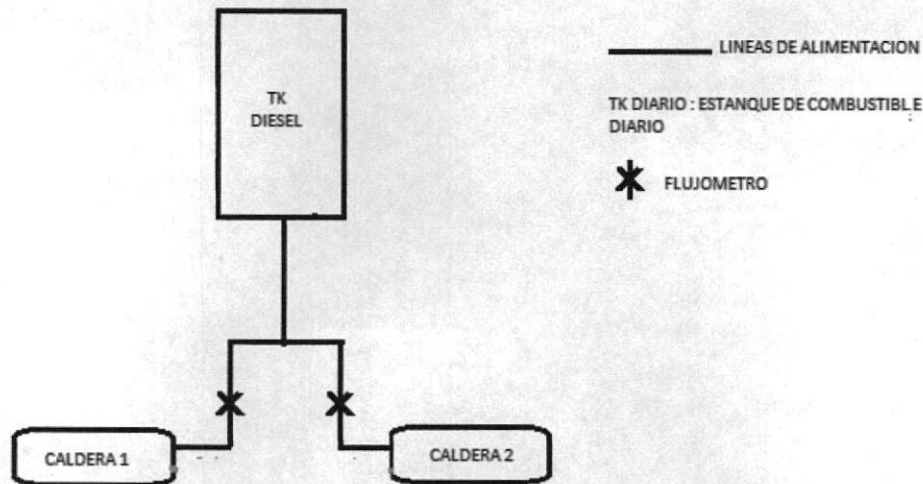 TK
DIESEL
LINEAS DE ALIMENTACION
TK DIARIO : ESTANQUE DE COMBUSTIBLE
DIARIO
FLUJOMETRO
CALDERA 1
CALDERA 2